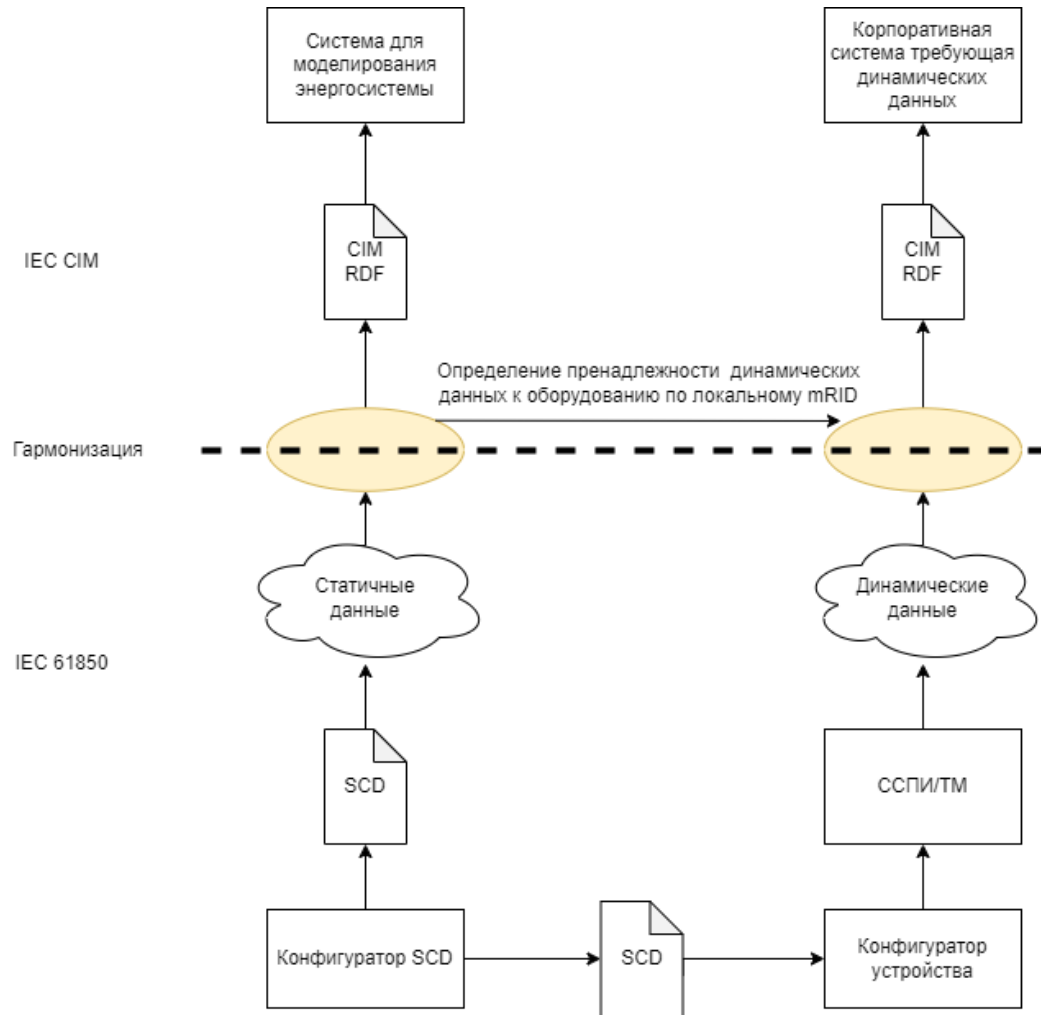 Система для
моделирования
энергосистемы
Корпоративная
система требующая
динамических
данных
IEC CIM
CIM
RDF
CIM
RDF
Определение пренадлежности динамических
данных к оборудованию по локальному mRID
Гармонизация
Статичные
данные
Динамические
данные
IEC 61850
SCD
ССПИ/ТМ
Конфигуратор SCD
SCD
Конфигуратор
устройства